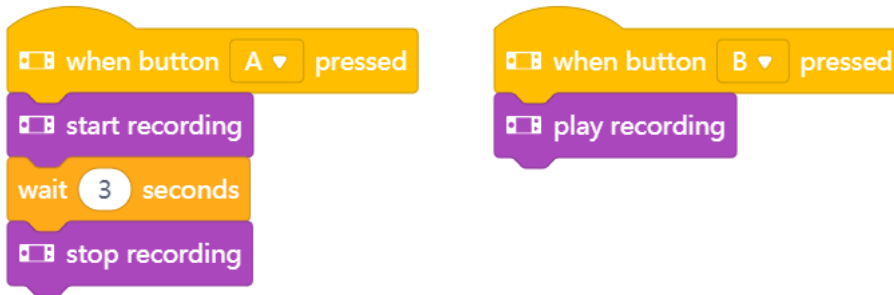 when button A pressed
start recording
wait 3 seconds
stop recording
when button B pressed
play recording